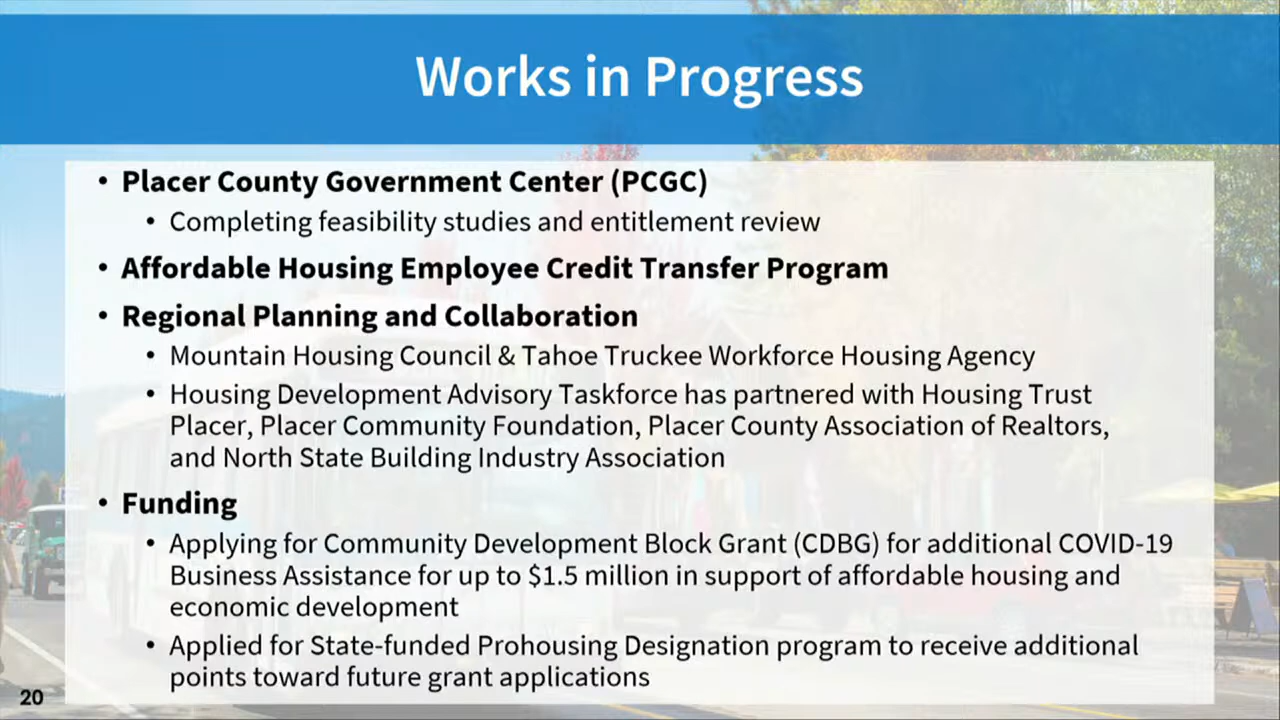 Works in Progress
• Placer County Government Center (PCGC)
• Completing feasibility studies and entitlement review
• Affordable Housing Employee Credit Transfer Program
• Regional Planning and Collaboration
• Mountain Housing Council & Tahoe Truckee Workforce Housing Agency
• Housing Development Advisory Taskforce has partnered with Housing Trust
Placer, Placer Community Foundation, Placer County Association of Realtors,
and North State Building Industry Association
• Funding
• Applying for Community Development Block Grant (CDBG) for additional COVID-19
Business Assistance for up to $1.5 million in support of affordable housing and
economic development
• Applied for State-funded Prohousing Designation program to receive additional
points toward future grant applications
20